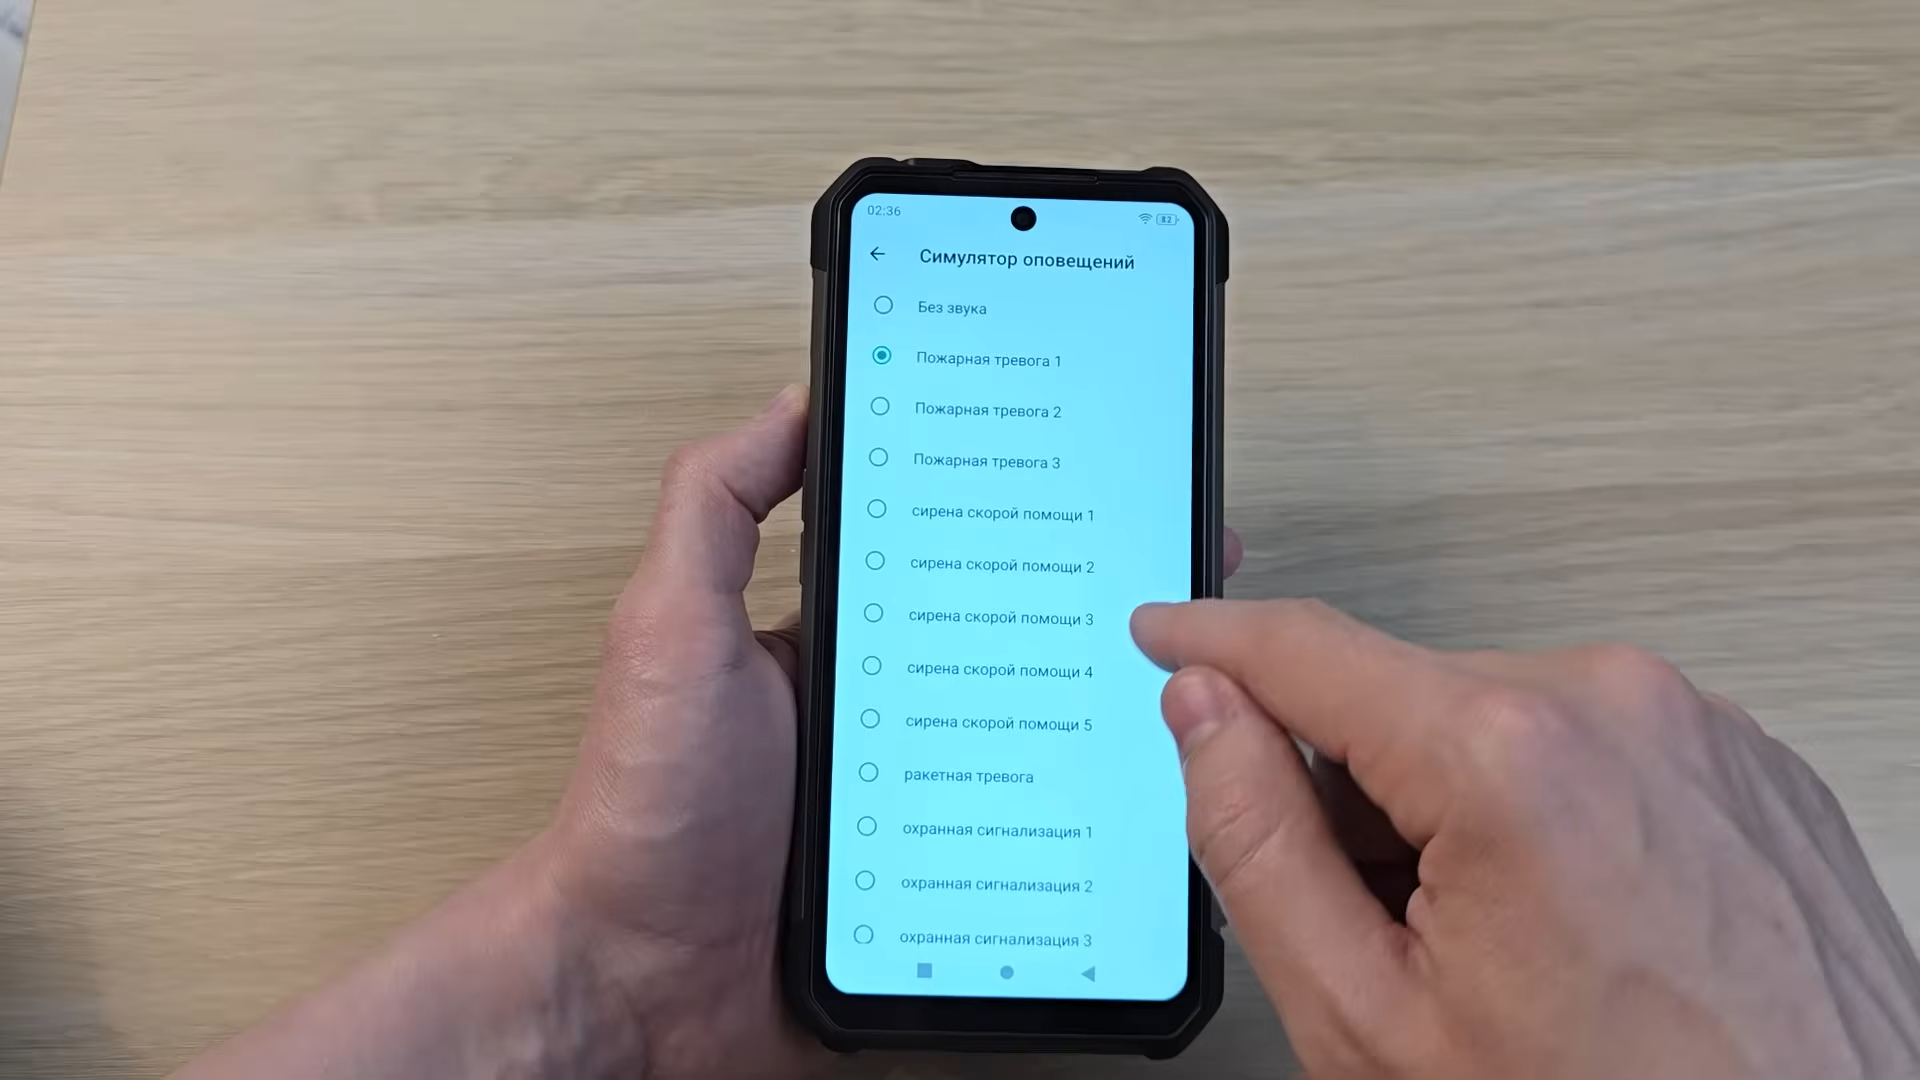 02:36
82
Симулятор оповещений
Без звука
Пожарная тревога 1
Пожарная тревога 2
Пожарная тревога 3
сирена скорой помощи 1
сирена скорой помощи 2
сирена скорой помощи 3
сирена скорой помощи 4
сирена скорой помощи 5
ракетная тревога
охранная сигнализация 1
охранная сигнализация 2
охранная сигнализация 3